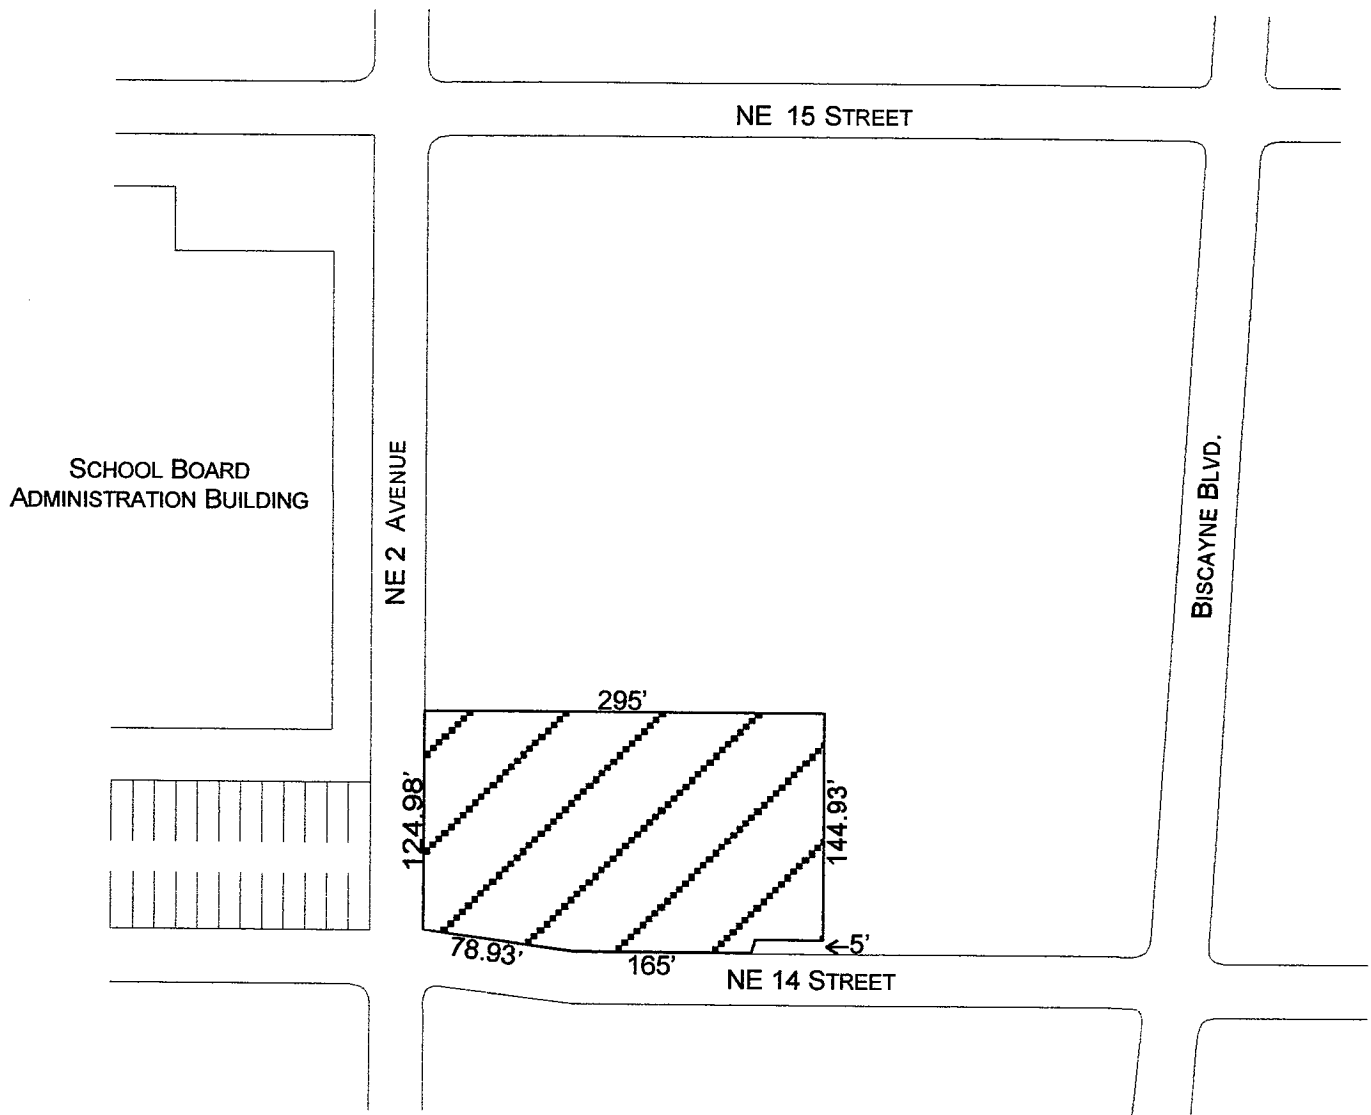 NE 15 STREET
SCHOOL BOARD
ADMINISTRATION BUILDING
NE 2 AVENUE
BISCAYNE BLVD.
295'
124.98'
144.93'
78.93'
165'
5'
NE 14 STREET